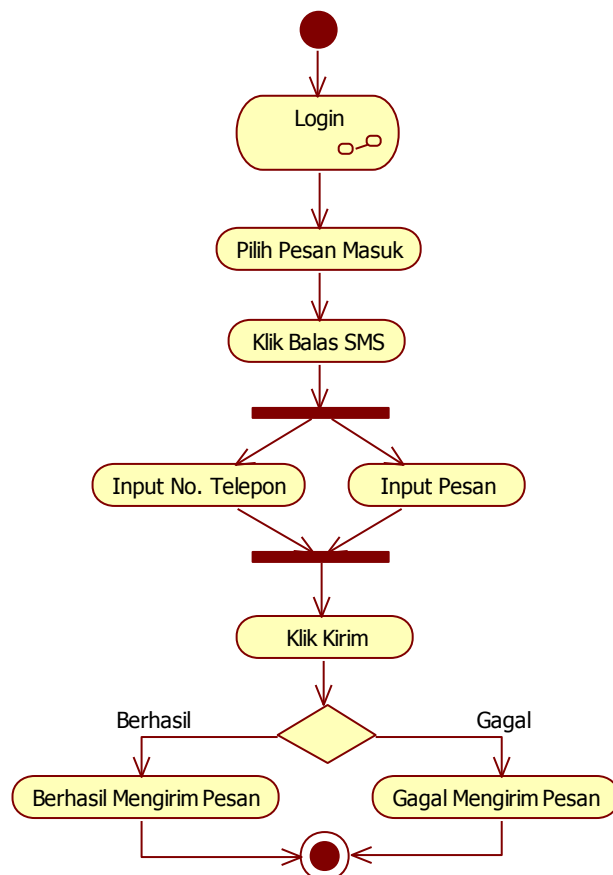 Login
Pilih Pesan Masuk
Klik Balas SMS
Input No. Telepon
Input Pesan
Klik Kirim
Berhasil
Gagal
Berhasil Mengirim Pesan
Gagal Mengirim Pesan